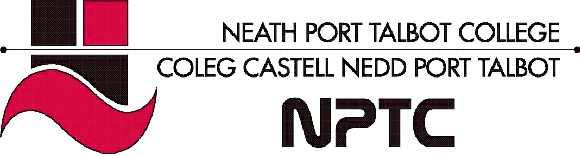 NEATH PORT TALBOT COLLEGE
COLEG CASTELL NEDD PORT TALBOT
NPTC